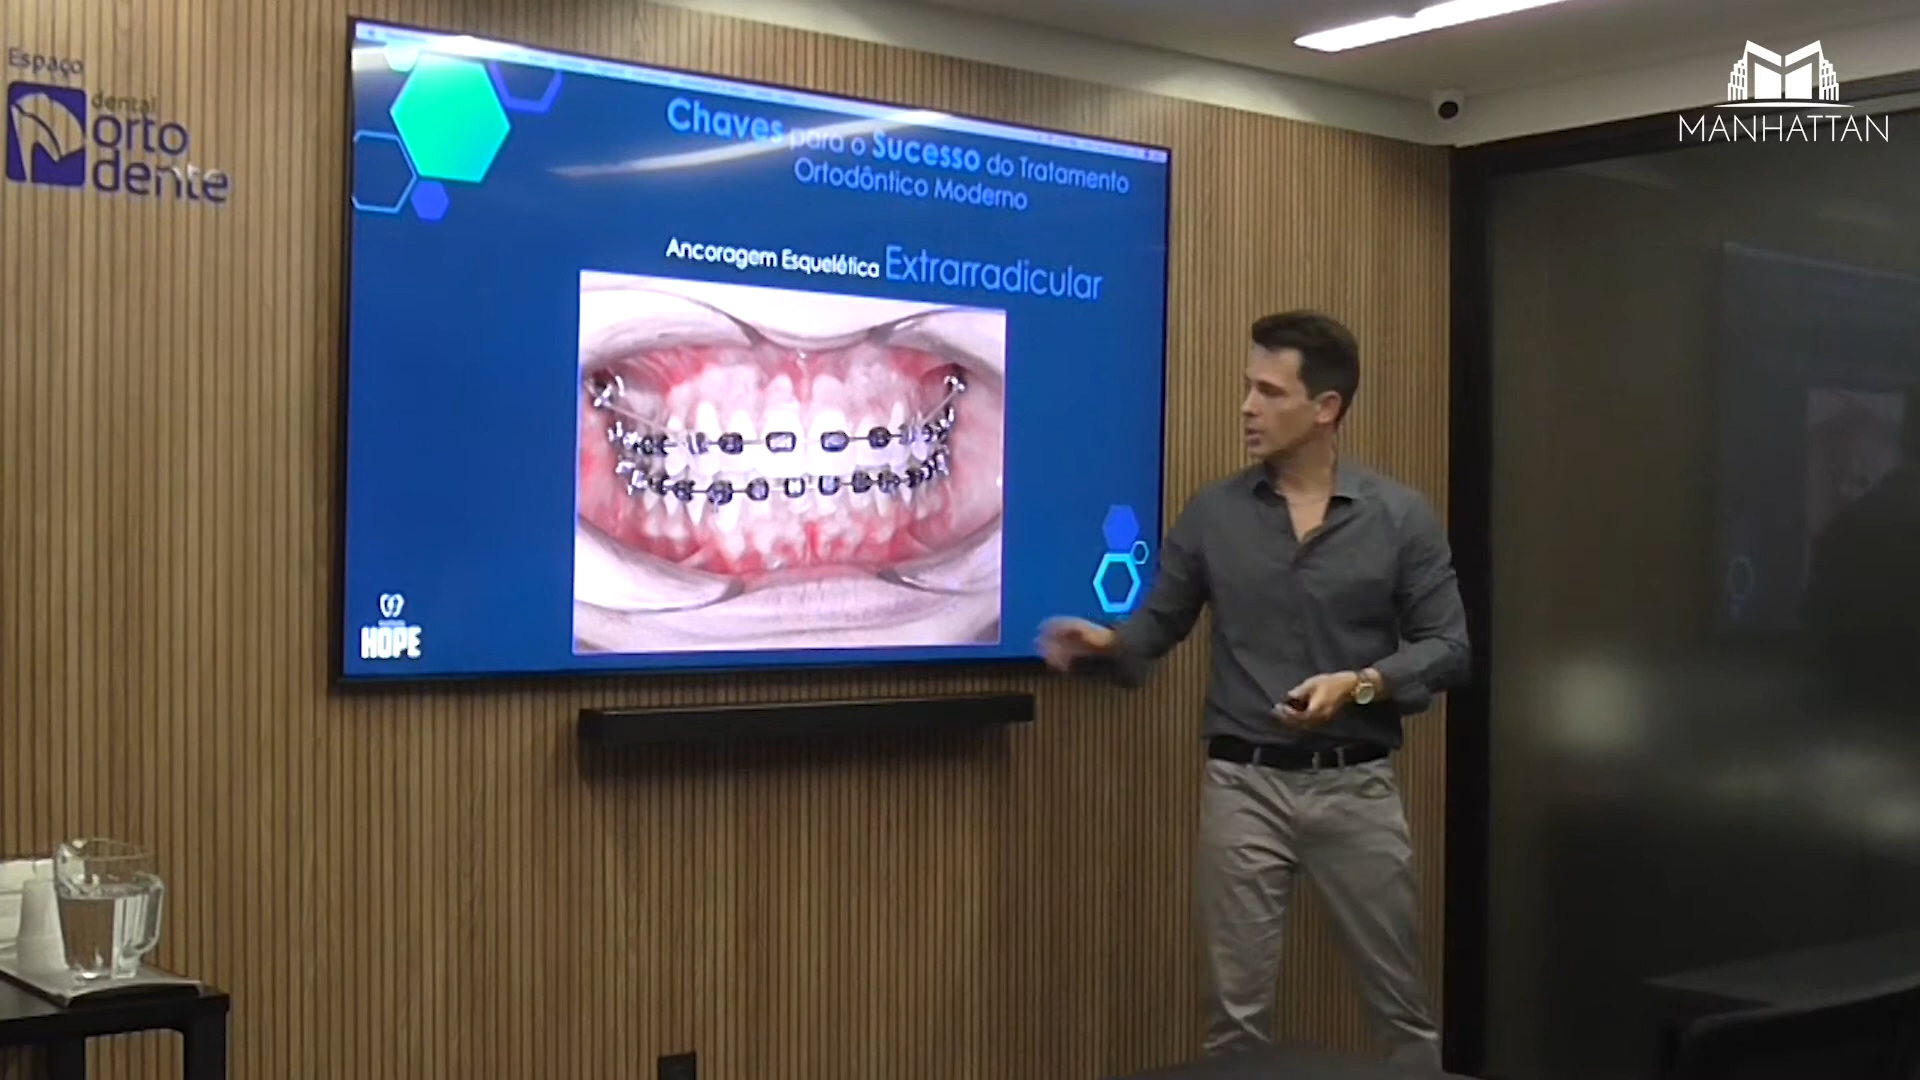 Espaço
dental
orto
dente
Chaves para o Sucesso do Tratamento
Ortodôntico Moderno
Ancoragem Esquelética Extrarradicular
HOPE
MANHATTAN